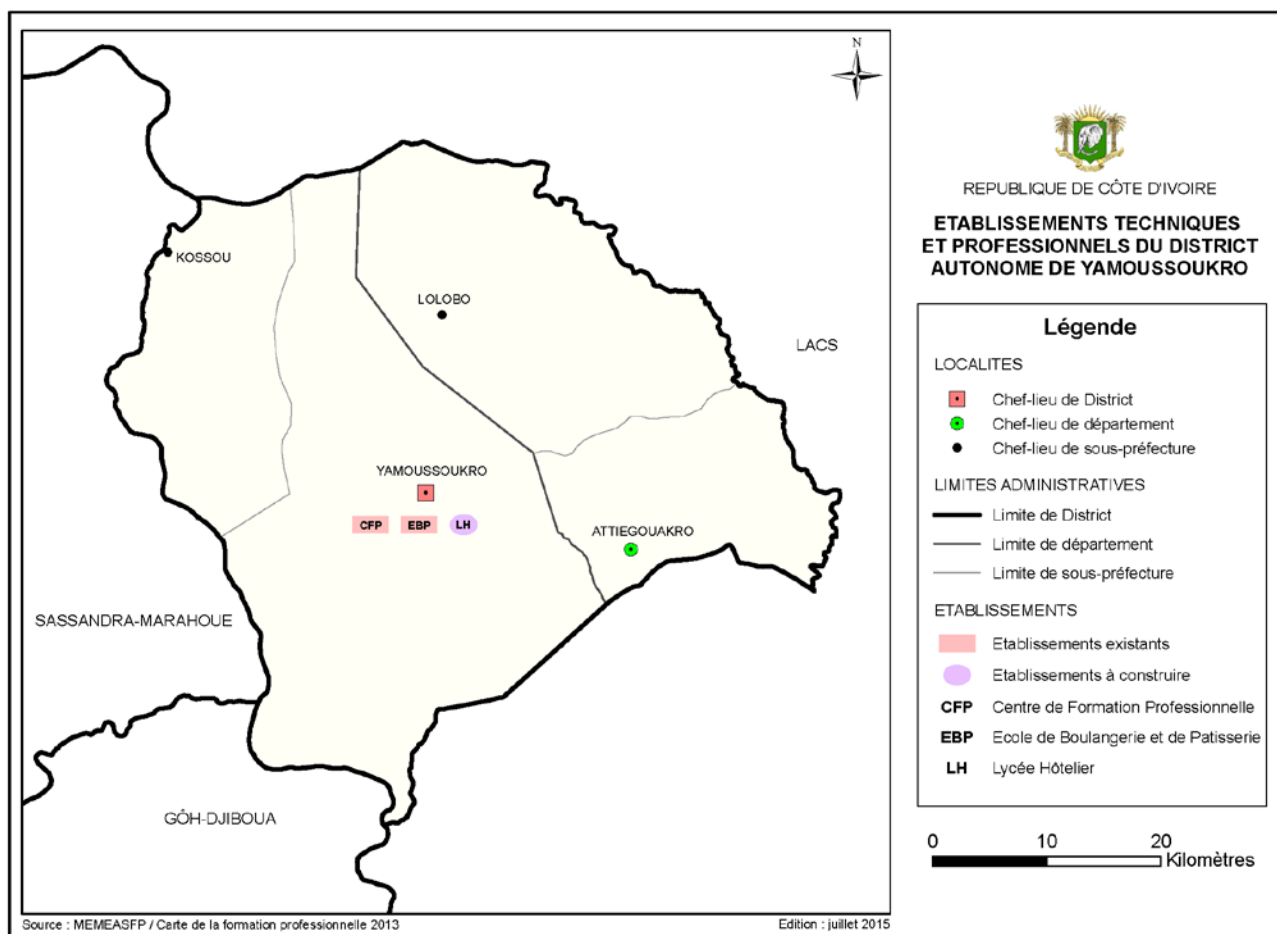 N
KOSSOU
LOLOBO
LACS
YAMOUSSOUKRO
CFP
EBP
LH
ATTIEGOUAKRO
SASSANDRA-MARAHOUE
GÔH-DJIBOUA
Source : MEMEASFP / Carte de la formation professionnelle 2013
Edition : juillet 2015
REPUBLIQUE DE CÔTE D'IVOIRE
ETABLISSEMENTS TECHNIQUES
ET PROFESSIONNELS DU DISTRICT
AUTONOME DE YAMOUSSOUKRO
Légende
LOCALITES
Chef-lieu de District
Chef-lieu de département
Chef-lieu de sous-préfecture
LIMITES ADMINISTRATIVES
Limite de District
Limite de département
Limite de sous-préfecture
ETABLISSEMENTS
Etablissements existants
Etablissements à construire
CFP Centre de Formation Professionnelle
EBP Ecole de Boulangerie et de Patisserie
LH Lycée Hôtelier
0 10 20
Kilomètres